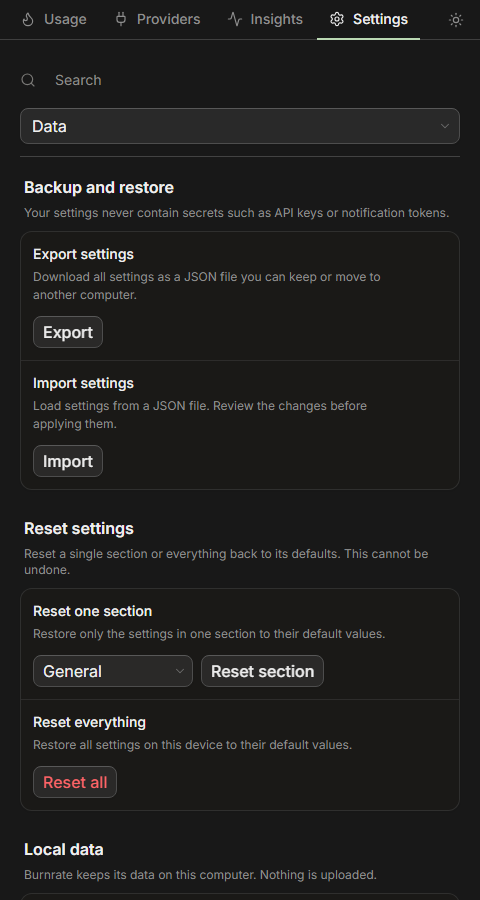 Usage
Providers
Insights
Settings
Search
Data
Backup and restore
Your settings never contain secrets such as API keys or notification tokens.
Export settings
Download all settings as a JSON file you can keep or move to
another computer.
Export
Import settings
Load settings from a JSON file. Review the changes before
applying them.
Import
Reset settings
Reset a single section or everything back to its defaults. This cannot be
undone.
Reset one section
Restore only the settings in one section to their default values.
General
Reset section
Reset everything
Restore all settings on this device to their default values.
Reset all
Local data
Burnrate keeps its data on this computer. Nothing is uploaded.